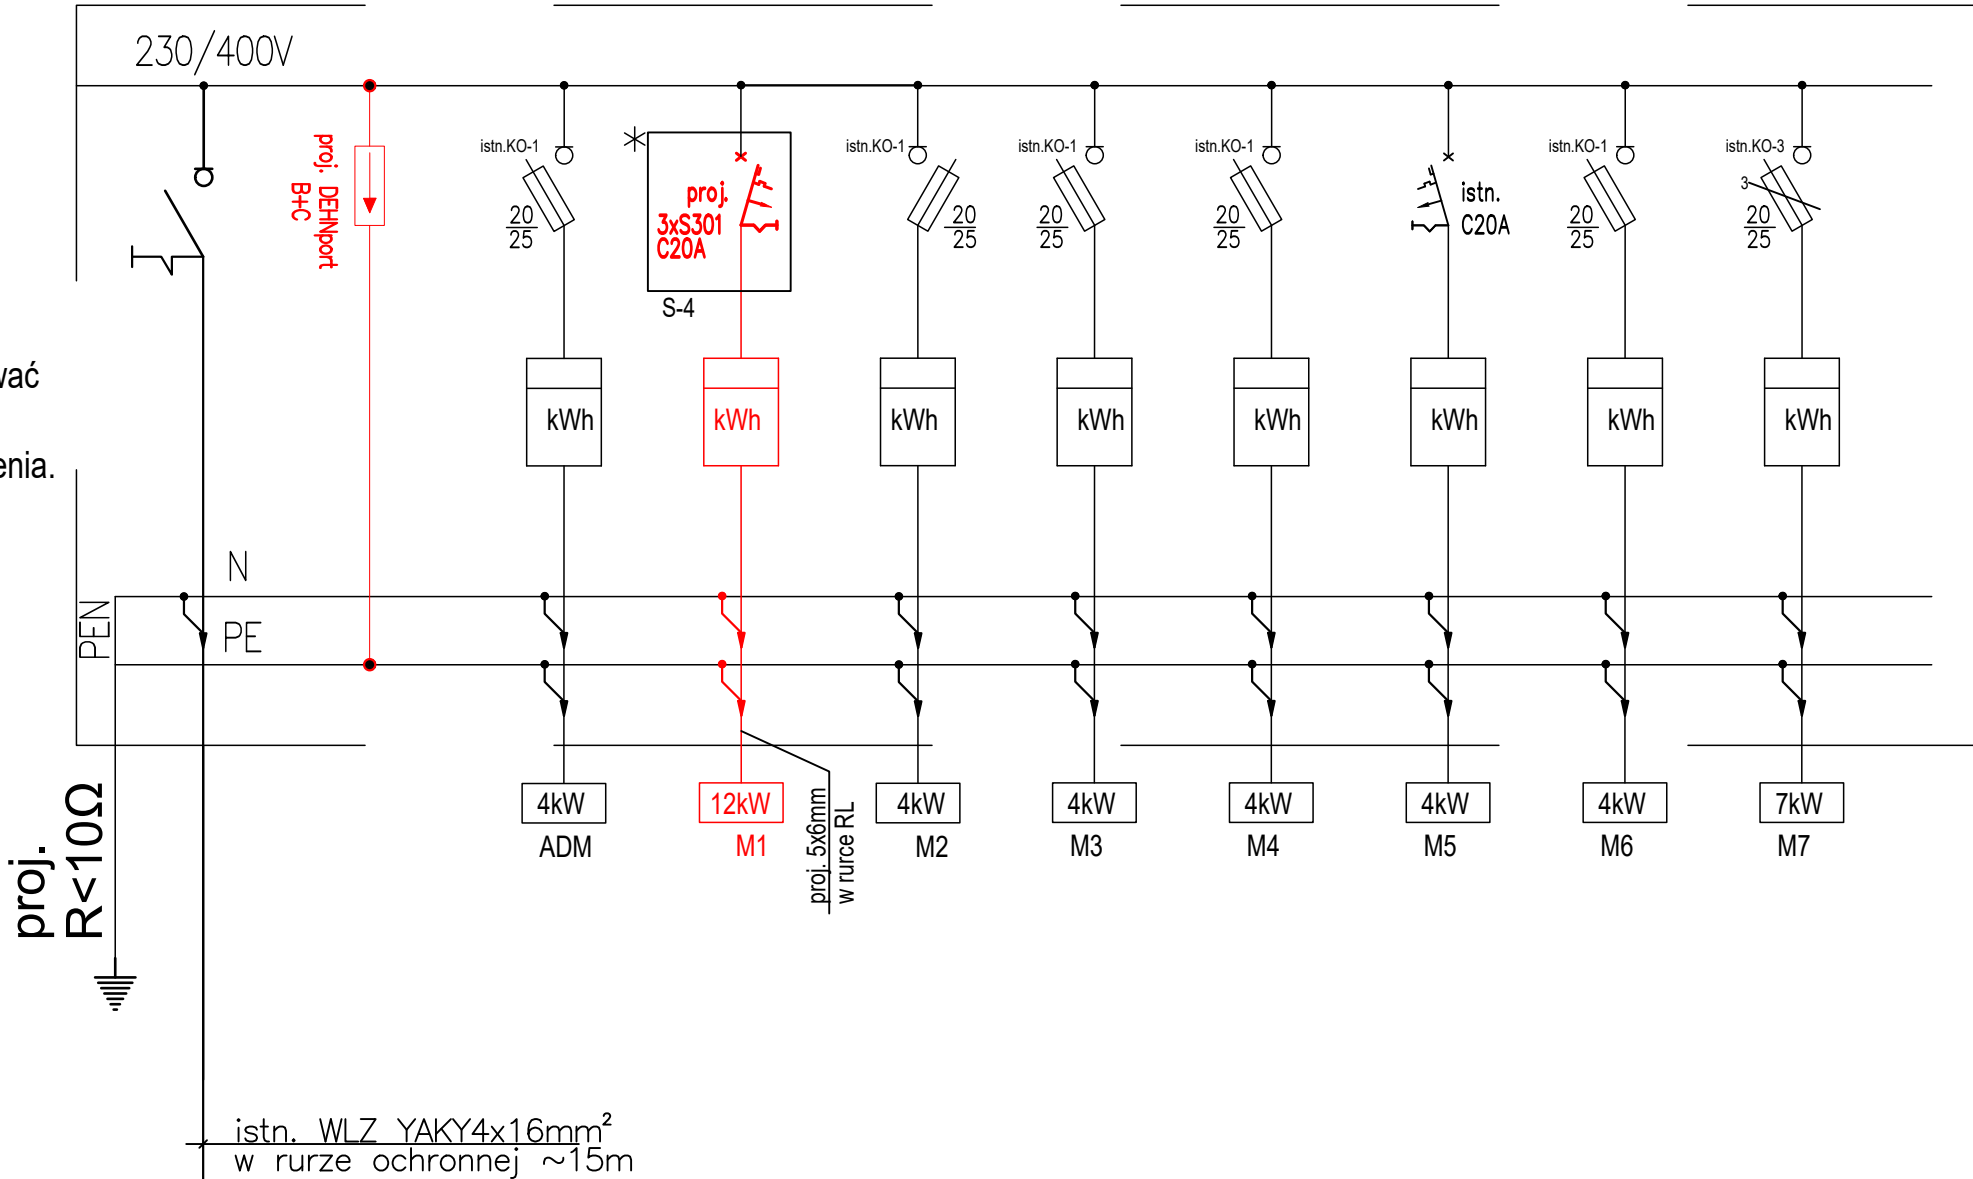 230/400V
proj. DEHNport
B+C
istn.KO-1
20
25
proj.
3xS301
C20A
S-4
istn.KO-1
20
25
istn.KO-1
20
25
istn.KO-1
20
25
istn.
C20A
istn.KO-1
20
25
istn.KO-3
3
20
25
wać
enia.
kWh
kWh
kWh
kWh
kWh
kWh
kWh
kWh
N
PE
PEN
4kW
ADM
12kW
M1
proj. 5x6mm
w rurce RL
4kW
M2
4kW
M3
4kW
M4
4kW
M5
4kW
M6
7kW
M7
proj.
R<10Ω
istn. WLZ YAKY4x16mm²
w rurze ochronnej ~15m